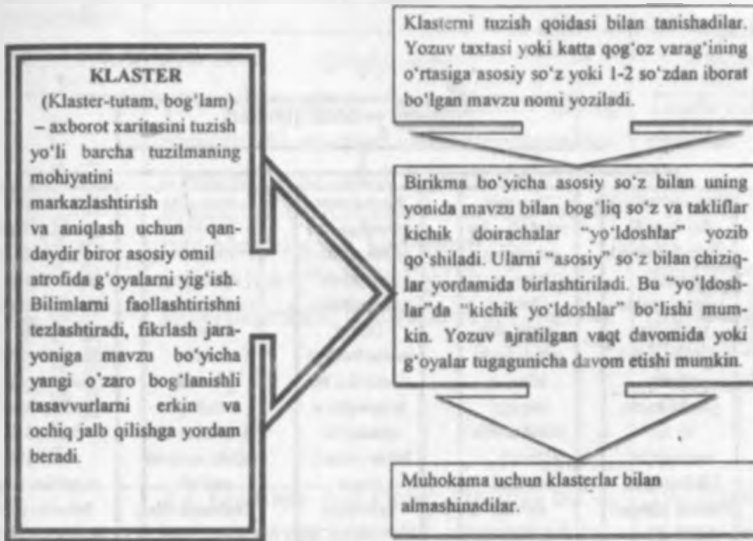 KLASTER
(Klaster-tutam, bog‘lam)
– axborot xaritasini tuzish
yo‘li barcha tuzilmaning
mohiyatini
markazlashtirish
va aniqlash uchun qan-
daydir biror asosiy omil
atrofida g‘oyalarni yig‘ish.
Bilimlarni faollashtirishni
tezlashtiradi, fikrlash jara-
yoniga mavzu bo‘yicha
yangi o‘zaro bog‘lanishli
tasavvurlarni erkin va
ochiq jalb qilishga yordam
beradi.
Klasterni tuzish qoidasi bilan tanishadilar.
Yozuv taxtasi yoki katta qog‘oz varag‘ining
o‘rtasiga asosiy so‘z yoki 1-2 so‘zdan iborat
bo‘lgan mavzu nomi yoziladi.
Birikma bo‘yicha asosiy so‘z bilan uning
yonida mavzu bilan bog‘liq so‘z va takliflar
kichik doirachalar “yo‘ldoshlar” yozib
qo‘shiladi. Ularni “asosiy” so‘z bilan chiziq-
lar yordamida birlashtiriladi. Bu “yo‘ldosh-
lar”da “kichik yo‘ldoshlar” bo‘lishi mum-
kin. Yozuv ajratilgan vaqt davomida yoki
g‘oyalar tugagunicha davom etishi mumkin.
Muhokama uchun klasterlar bilan
almashinadilar.